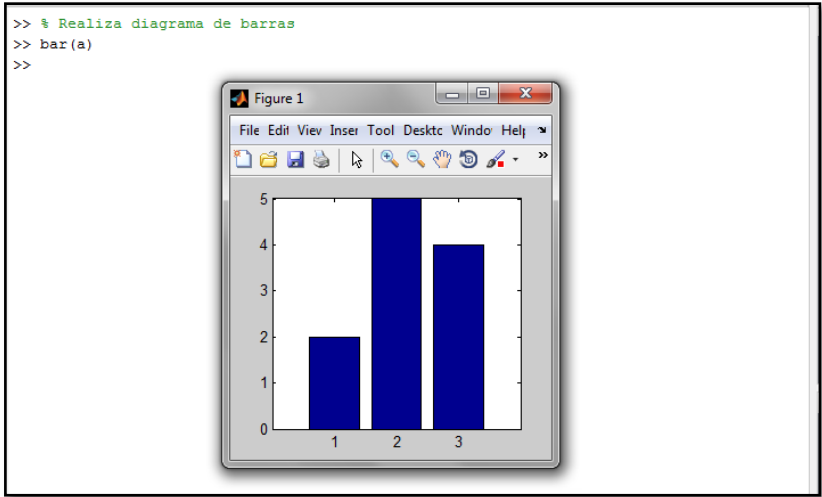 >> % Realiza diagrama de barras
>> bar(a)
>>
Figure 1
File Edit View Inser Tool Desktc Windo Help
5
4
3
2
1
0
1 2 3